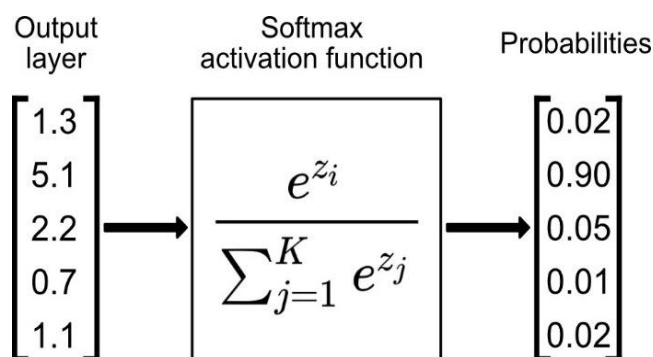 Output
layer
Softmax
activation function
Probabilities
1.3
5.1
2.2
0.7
1.1
e^{z_i}
∑_{j=1}^{K} e^{z_j}
0.02
0.90
0.05
0.01
0.02